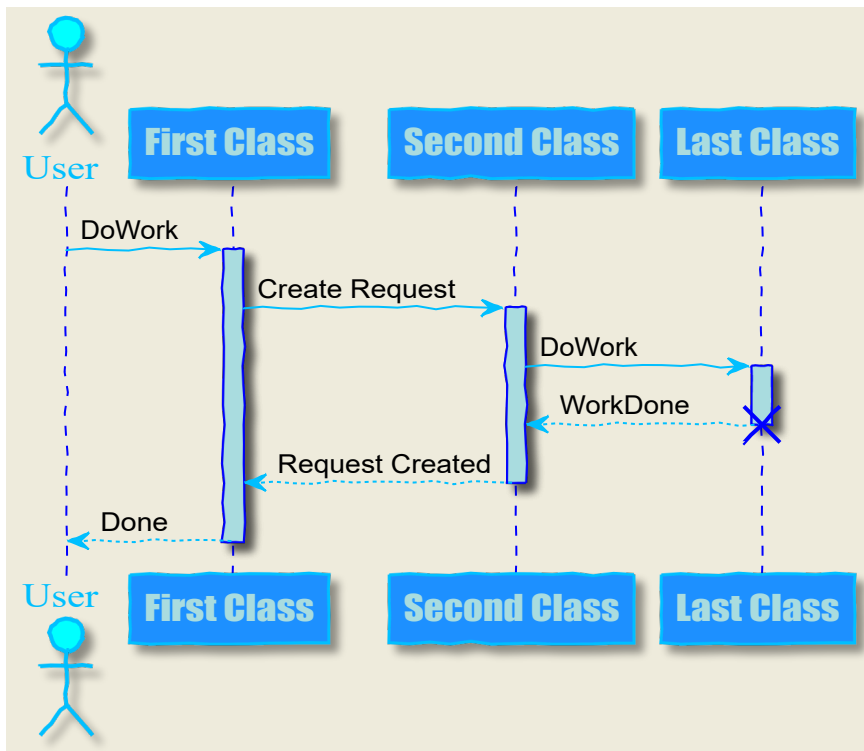 User
First Class
Second Class
Last Class
DoWork
Create Request
DoWork
WorkDone
Request Created
Done
User
First Class
Second Class
Last Class